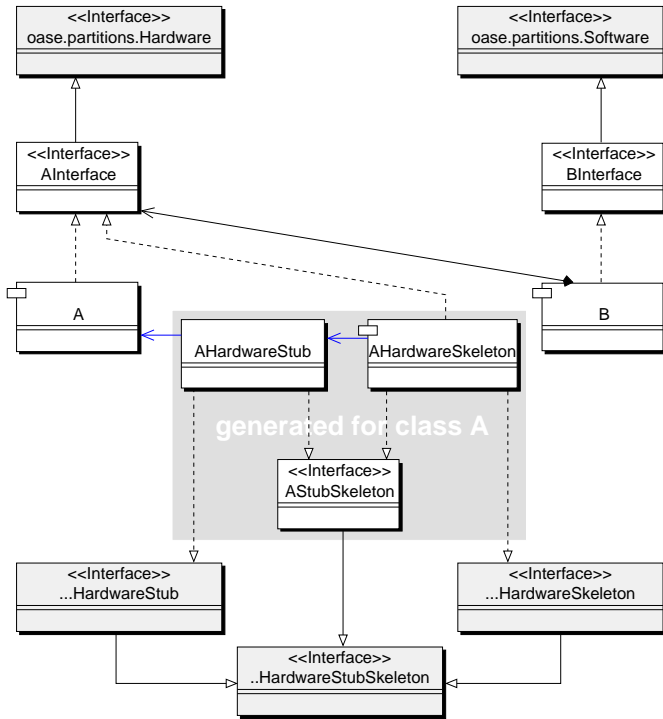 <<Interface>>
oase.partitions.Hardware
<<Interface>>
oase.partitions.Software
<<Interface>>
AInterface
<<Interface>>
BInterface
A
B
AHardwareStub
AHardwareSkeleton
generated for class A
<<Interface>>
AStubSkeleton
<<Interface>>
...HardwareStub
<<Interface>>
...HardwareSkeleton
<<Interface>>
..HardwareStubSkeleton